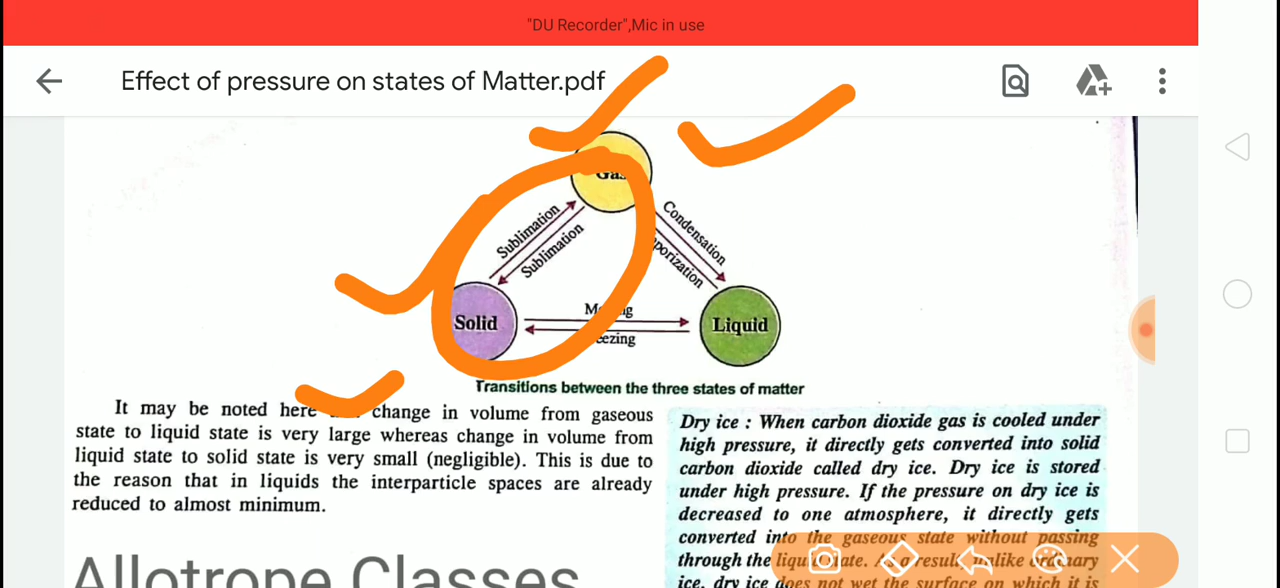 "DU Recorder",Mic in use
Effect of pressure on states of Matter.pdf
Sublimation
Sublimation
Condensation
Solid
Liquid
Transitions between the three states of matter
It may be noted here change in volume from gaseous
state to liquid state is very large whereas change in volume from
liquid state to solid state is very small (negligible). This is due to
the reason that in liquids the interparticle spaces are already
reduced to almost minimum.
Dry ice : When carbon dioxide gas is cooled under
high pressure, it directly gets converted into solid
carbon dioxide called dry ice. Dry ice is stored
under high pressure. If the pressure on dry ice is
decreased to one atmosphere, it directly gets
converted into the gaseous state without passing
through the liquid state. As a result, unlike ordinary
ice, dry ice does not wet the surface on which it is
Allotrope Classes